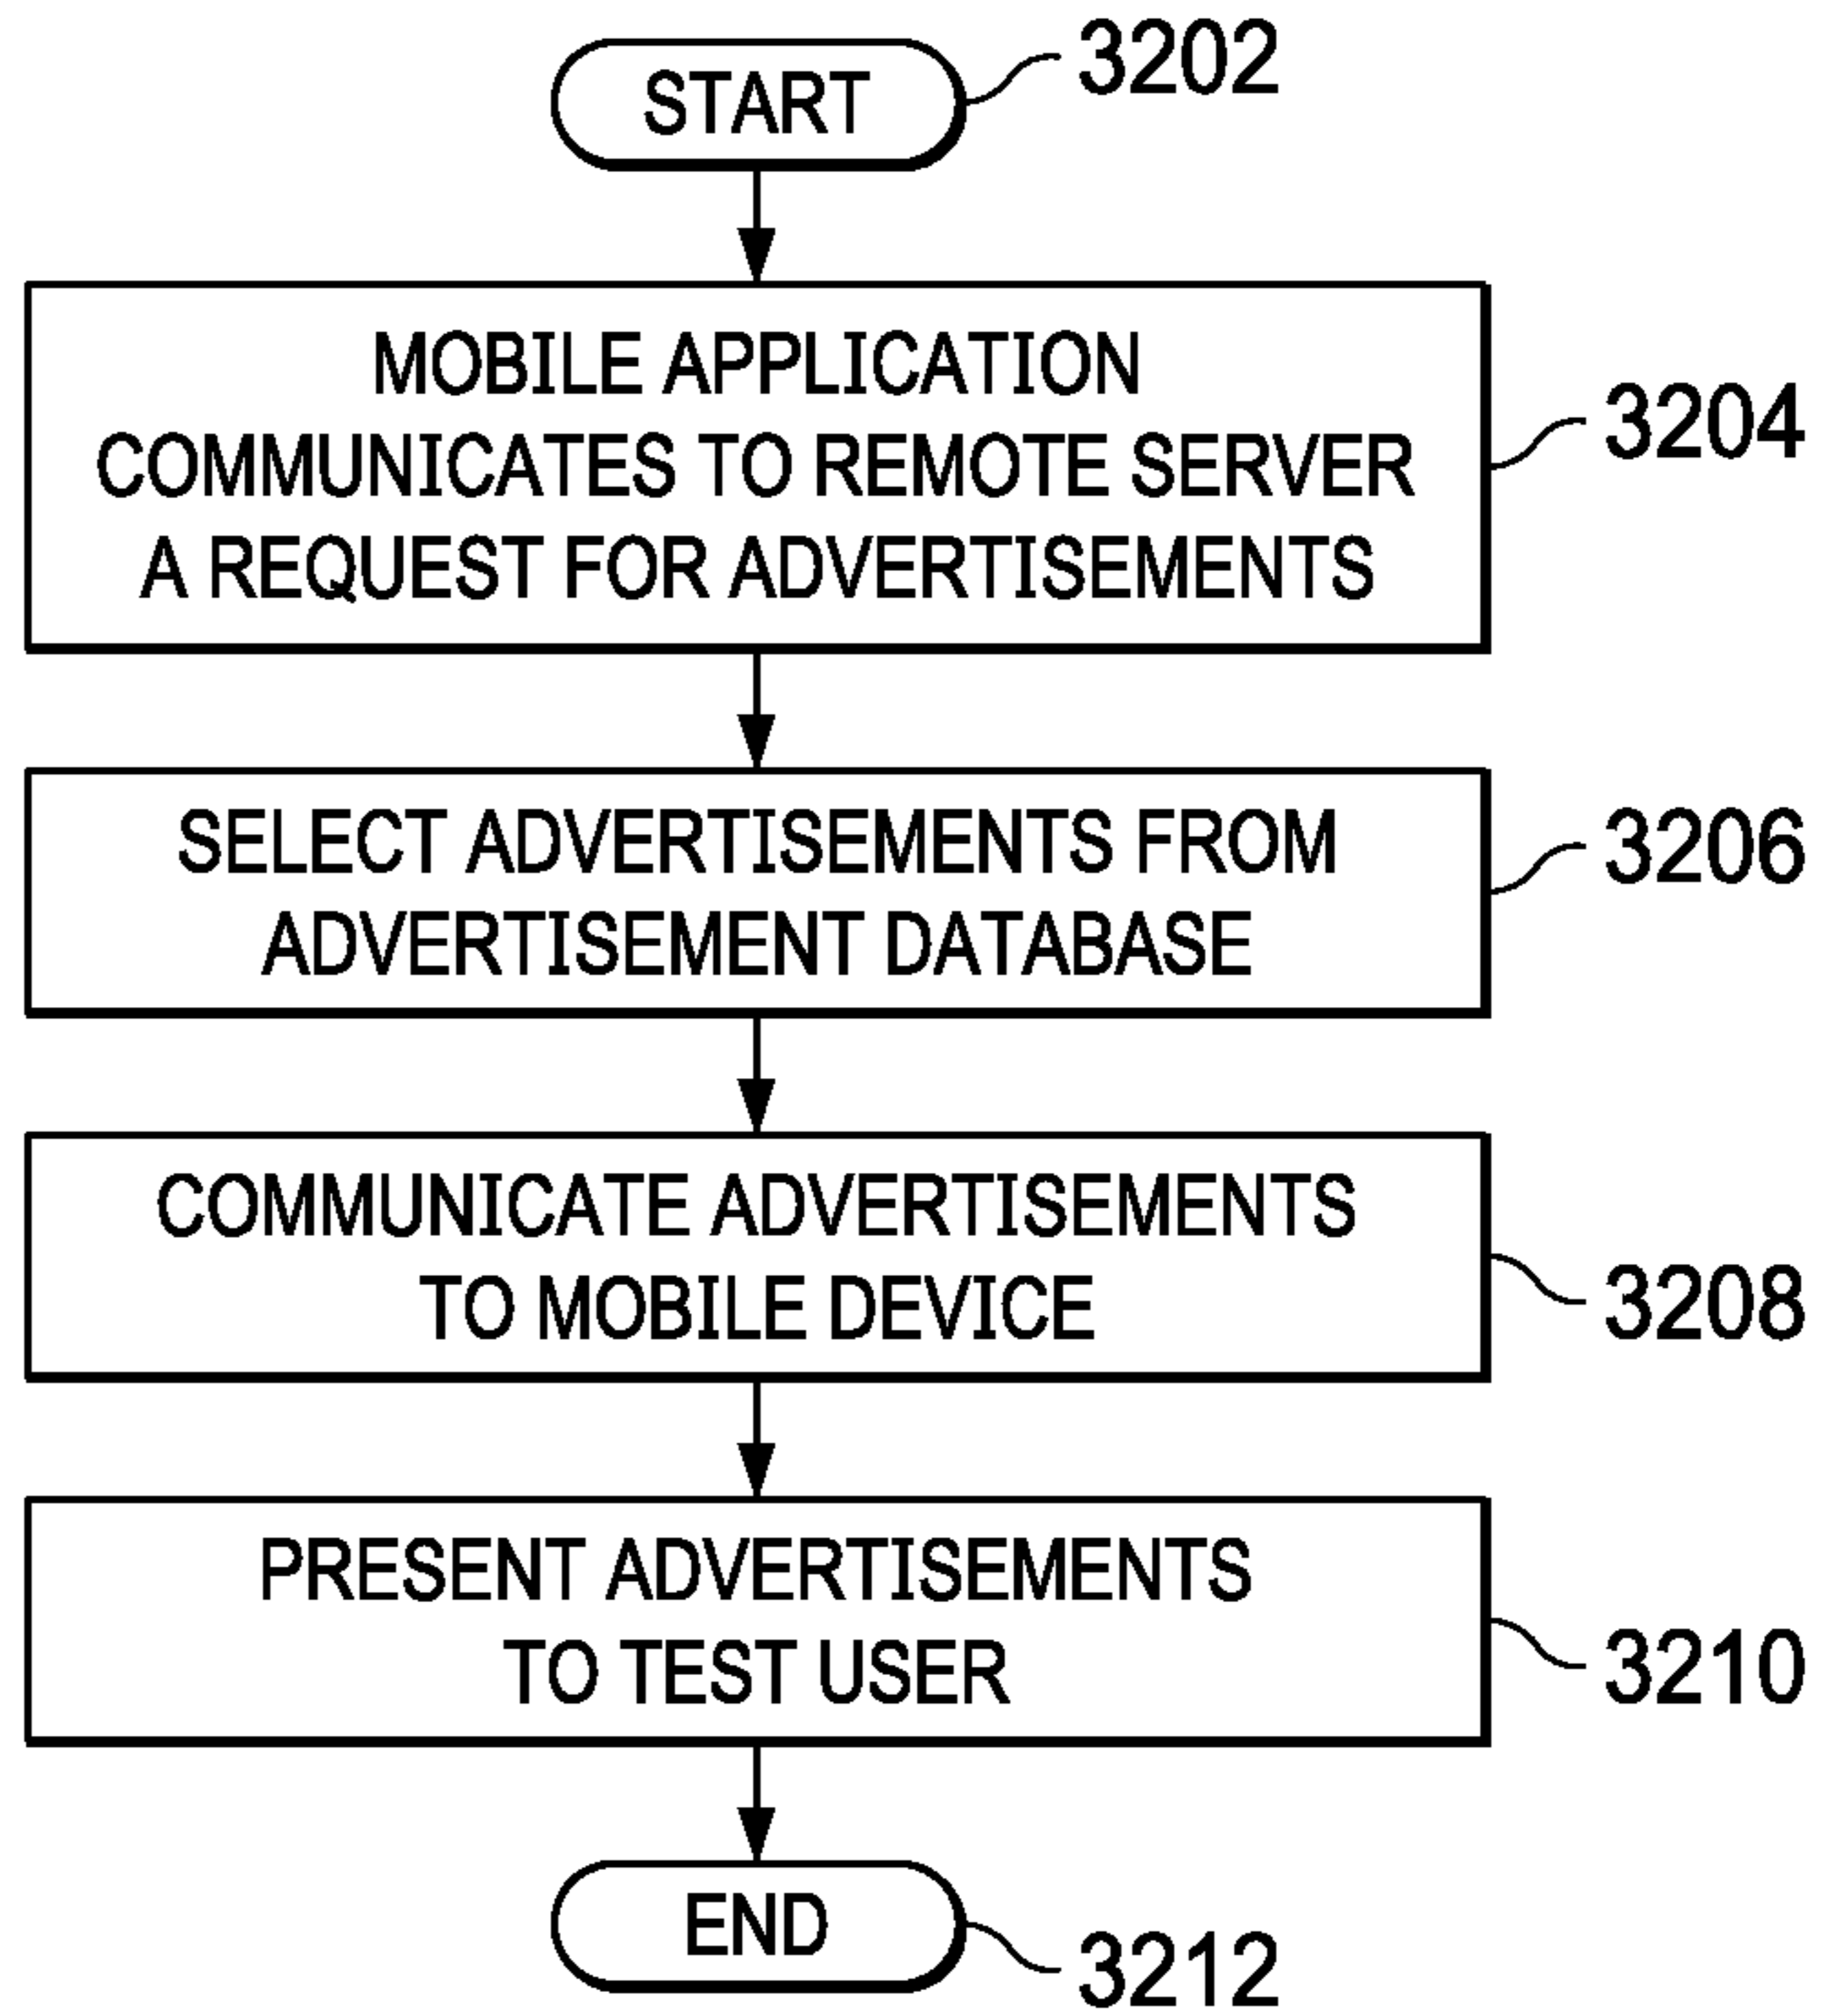 START
3202
MOBILE APPLICATION
COMMUNICATES TO REMOTE SERVER
A REQUEST FOR ADVERTISEMENTS
3204
SELECT ADVERTISEMENTS FROM
ADVERTISEMENT DATABASE
3206
COMMUNICATE ADVERTISEMENTS
TO MOBILE DEVICE
3208
PRESENT ADVERTISEMENTS
TO TEST USER
3210
END
3212